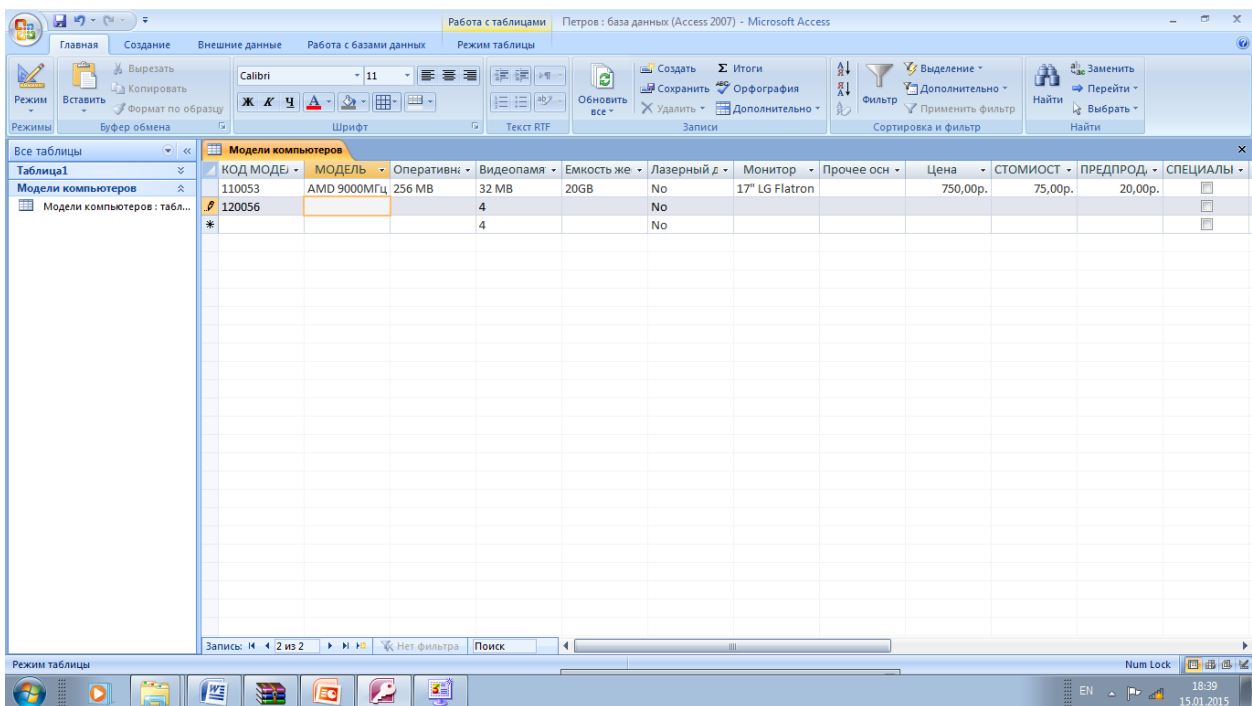 Работа с таблицами Петров : база данных (Access 2007) - Microsoft Access
Главная Создание Внешние данные Работа с базами данных Режим таблицы
Режим
Режимы
Вставить
Вырезать
Копировать
Формат по образцу
Буфер обмена
Calibri 11
Ж К Ч A
Шрифт
ab
Текст RTF
Обновить все
Создать
Сохранить
Удалить
Итоги
Орфография
Дополнительно
Записи
Фильтр
Выделение
Дополнительно
Применить фильтр
Сортировка и фильтр
Найти
Заменить
Перейти
Выбрать
Найти
Все таблицы
Таблица1
Модели компьютеров
Модели компьютеров : табл...
Модели компьютеров
КОД МОДЕЛ МОДЕЛЬ Оперативна Видеопамя Емкость же Лазерный д Монитор Прочее осн Цена СТОМИОСТ ПРЕДПРОД СПЕЦИАЛЫ
110053 AMD 9000МГц 256 MB 32 MB 20GB No 17" LG Flatron 750,00р. 75,00р. 20,00р.
120056 4 No
4 No
Запись: 2 из 2 Нет фильтра Поиск
Режим таблицы Num Lock
EN 18:39
15.01.2015